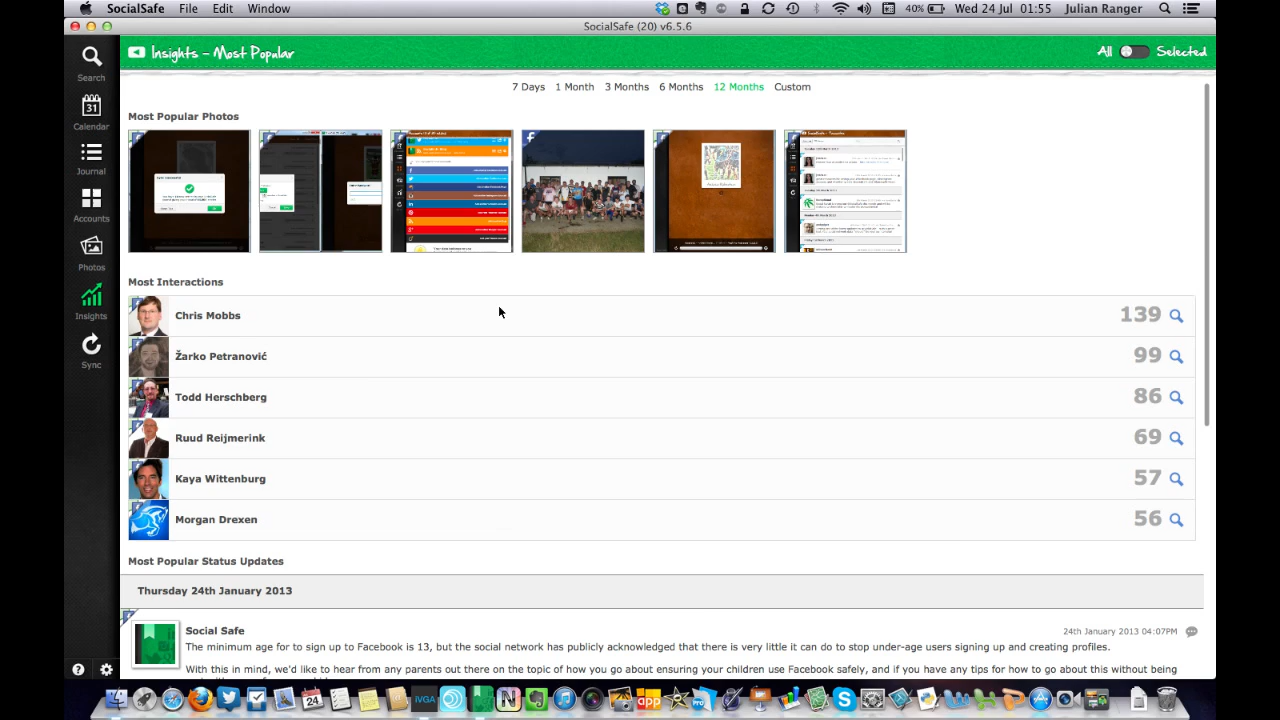 SocialSafe File Edit Window 40% Wed 24 Jul 01:55 Julian Ranger
SocialSafe (20) v6.5.6
Insights - Most Popular All Selected
Search
Calendar
Journal
Accounts
Photos
Insights
Sync
7 Days 1 Month 3 Months 6 Months 12 Months Custom
Most Popular Photos
Most Interactions
Chris Mobbs 139
Žarko Petranović 99
Todd Herschberg 86
Ruud Reijmerink 69
Kaya Wittenburg 57
Morgan Drexen 56
Most Popular Status Updates
Thursday 24th January 2013
Social Safe 24th January 2013 04:07PM
The minimum age for to sign up to Facebook is 13, but the social network has publicly acknowledged that there is very little it can do to stop under-age users signing up and creating profiles.
With this in mind, we'd like to hear from any parents out there on the topic of how you go about ensuring your children use social networks safely, and if you have any tips for how to go about this without being